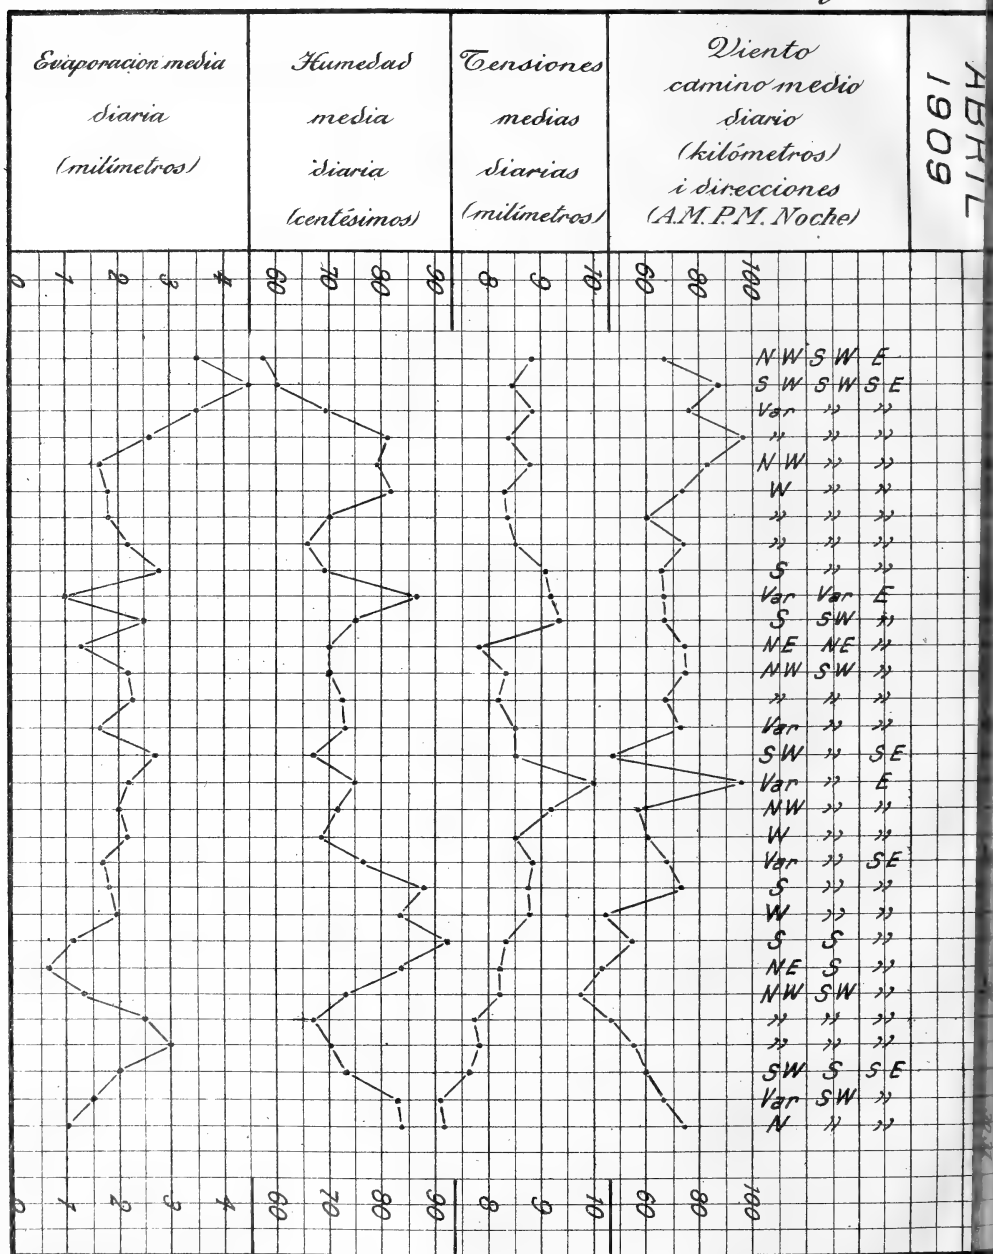 Evaporacion media
diaria
(milímetros)
Humedad
media
diaria
(centésimos)
Tensiones
medias
diarias
(milímetros)
Viento
camino medio
diario
(kilómetros)
i direcciones
(A.M. P.M. Noche)
ABRIL
1909
0 1 2 3 4 60 70 80 90 8 9 10 60 80 100
NW SW E
SW SW SE
Var ,, ,,
,, ,, ,,
NW ,, ,,
W ,, ,,
,, ,, ,,
,, ,, ,,
S ,, ,,
Var Var E
S SW ,,
NE NE ,,
NW SW ,,
,, ,, ,,
Var ,, ,,
SW ,, SE
Var ,, E
NW ,, ,,
W ,, ,,
Var ,, SE
S ,, ,,
W ,, ,,
S S ,,
NE S ,,
NW SW ,,
,, ,, ,,
,, ,, ,,
SW S SE
Var SW ,,
N ,, ,,
0 1 2 3 4 60 70 80 90 8 9 10 60 80 100